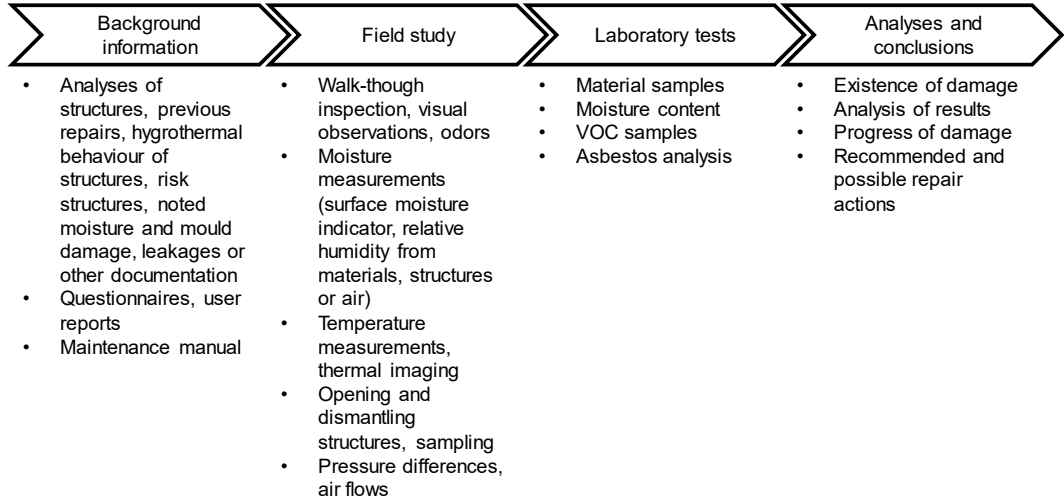 Background
information
Field study
Laboratory tests
Analyses and
conclusions
• Analyses of
structures, previous
repairs, hygrothermal
behaviour of
structures, risk
structures, noted
moisture and mould
damage, leakages or
other documentation
• Questionnaires, user
reports
• Maintenance manual
• Walk-though
inspection, visual
observations, odors
• Moisture
measurements
(surface moisture
indicator, relative
humidity from
materials, structures
or air)
• Temperature
measurements,
thermal imaging
• Opening and
dismantling
structures, sampling
• Pressure differences,
air flows
• Material samples
• Moisture content
• VOC samples
• Asbestos analysis
• Existence of damage
• Analysis of results
• Progress of damage
• Recommended and
possible repair
actions